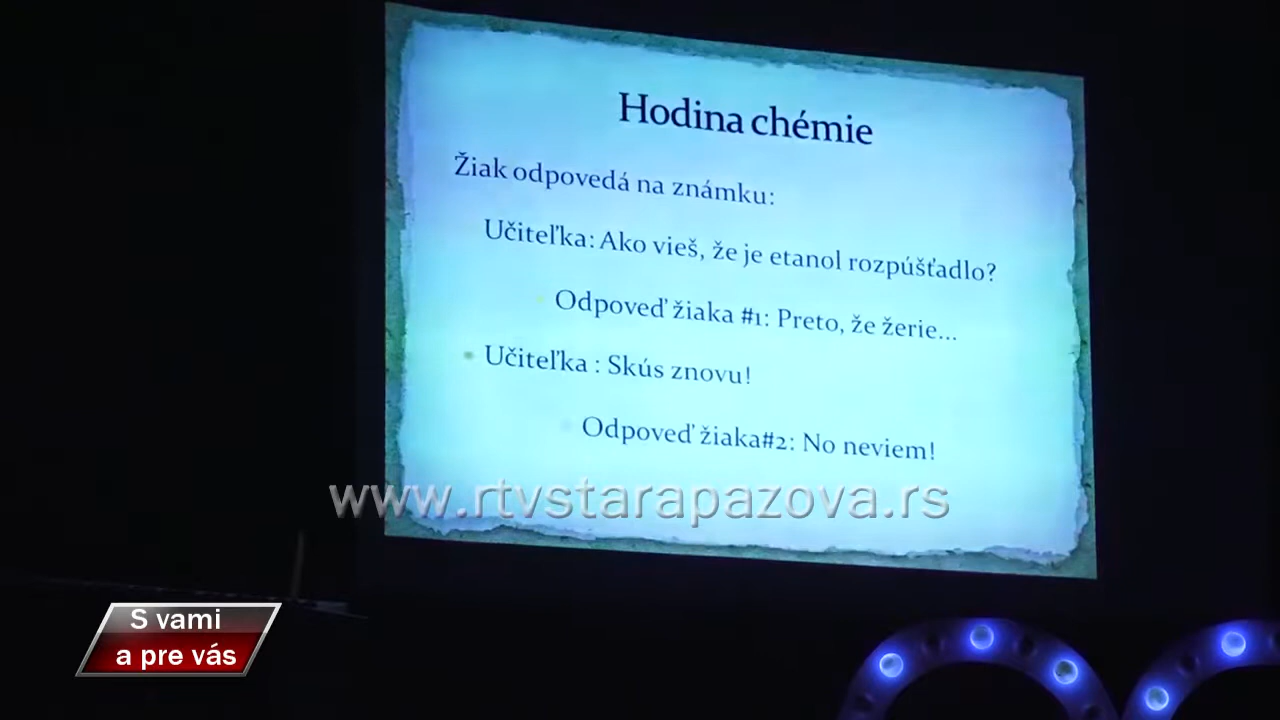 Hodina chémie
Žiak odpovedá na známku:
Učiteľka: Ako vieš, že je etanol rozpúšťadlo?
Odpoveď žiaka #1: Preto, že žerie...
Učiteľka : Skús znovu!
Odpoveď žiaka#2: No neviem!
www.rtvstarapazova.rs
S vami
a pre vás